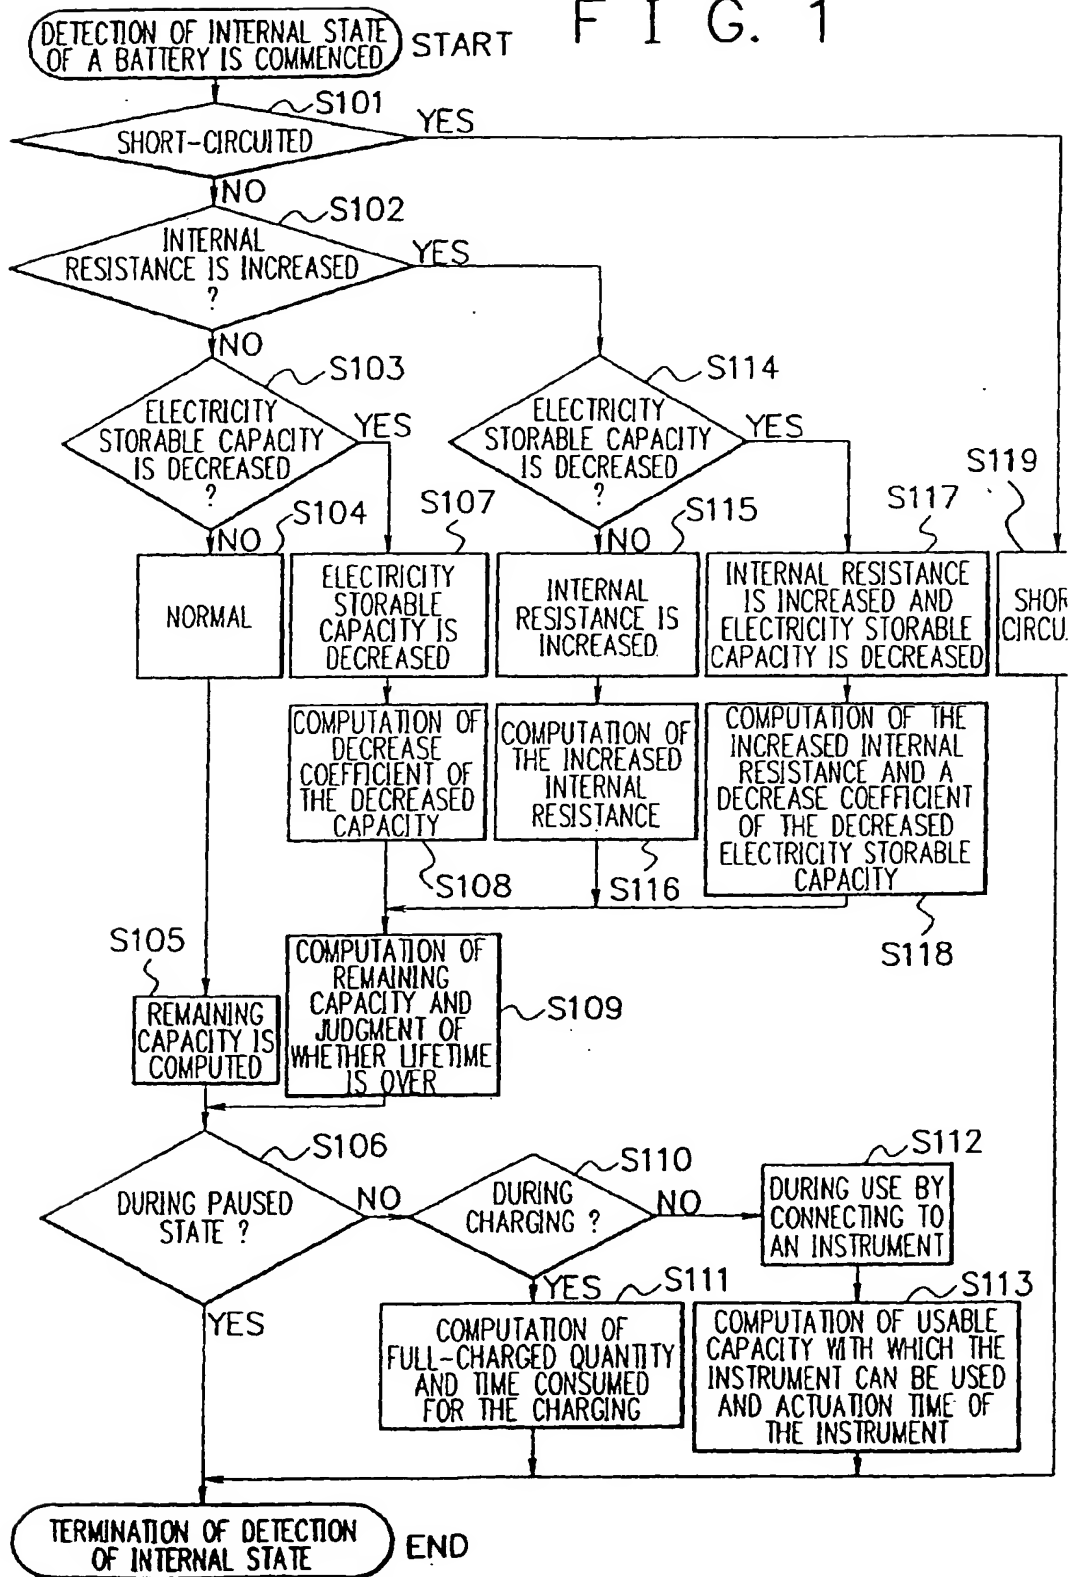 F I G. 1
DETECTION OF INTERNAL STATE
OF A BATTERY IS COMMENCED
START
S101
SHORT-CIRCUITED
YES
NO
S102
INTERNAL
RESISTANCE IS INCREASED
?
YES
NO
S103
ELECTRICITY
STORABLE CAPACITY
IS DECREASED
?
YES
NO
S114
ELECTRICITY
STORABLE CAPACITY
IS DECREASED
?
YES
NO
S104
NORMAL
S107
ELECTRICITY
STORABLE
CAPACITY IS
DECREASED
S115
INTERNAL
RESISTANCE IS
INCREASED
S117
INTERNAL RESISTANCE
IS INCREASED AND
ELECTRICITY STORABLE
CAPACITY IS DECREASED
S119
SHOR
CIRCU
COMPUTATION OF
DECREASE
COEFFICIENT OF
THE DECREASED
CAPACITY
S108
COMPUTATION OF
THE INCREASED
INTERNAL
RESISTANCE
S116
COMPUTATION OF THE
INCREASED INTERNAL
RESISTANCE AND A
DECREASE COEFFICIENT
OF THE DECREASED
ELECTRICITY STORABLE
CAPACITY
S118
S105
REMAINING
CAPACITY IS
COMPUTED
COMPUTATION OF
REMAINING
CAPACITY AND
JUDGMENT OF
WHETHER LIFETIME
IS OVER
S109
S106
DURING PAUSED
STATE ?
NO
YES
S110
DURING
CHARGING ?
NO
YES
S112
DURING USE BY
CONNECTING TO
AN INSTRUMENT
S111
COMPUTATION OF
FULL-CHARGED QUANTITY
AND TIME CONSUMED
FOR THE CHARGING
S113
COMPUTATION OF USABLE
CAPACITY WITH WHICH THE
INSTRUMENT CAN BE USED
AND ACTUATION TIME OF
THE INSTRUMENT
TERMINATION OF DETECTION
OF INTERNAL STATE
END